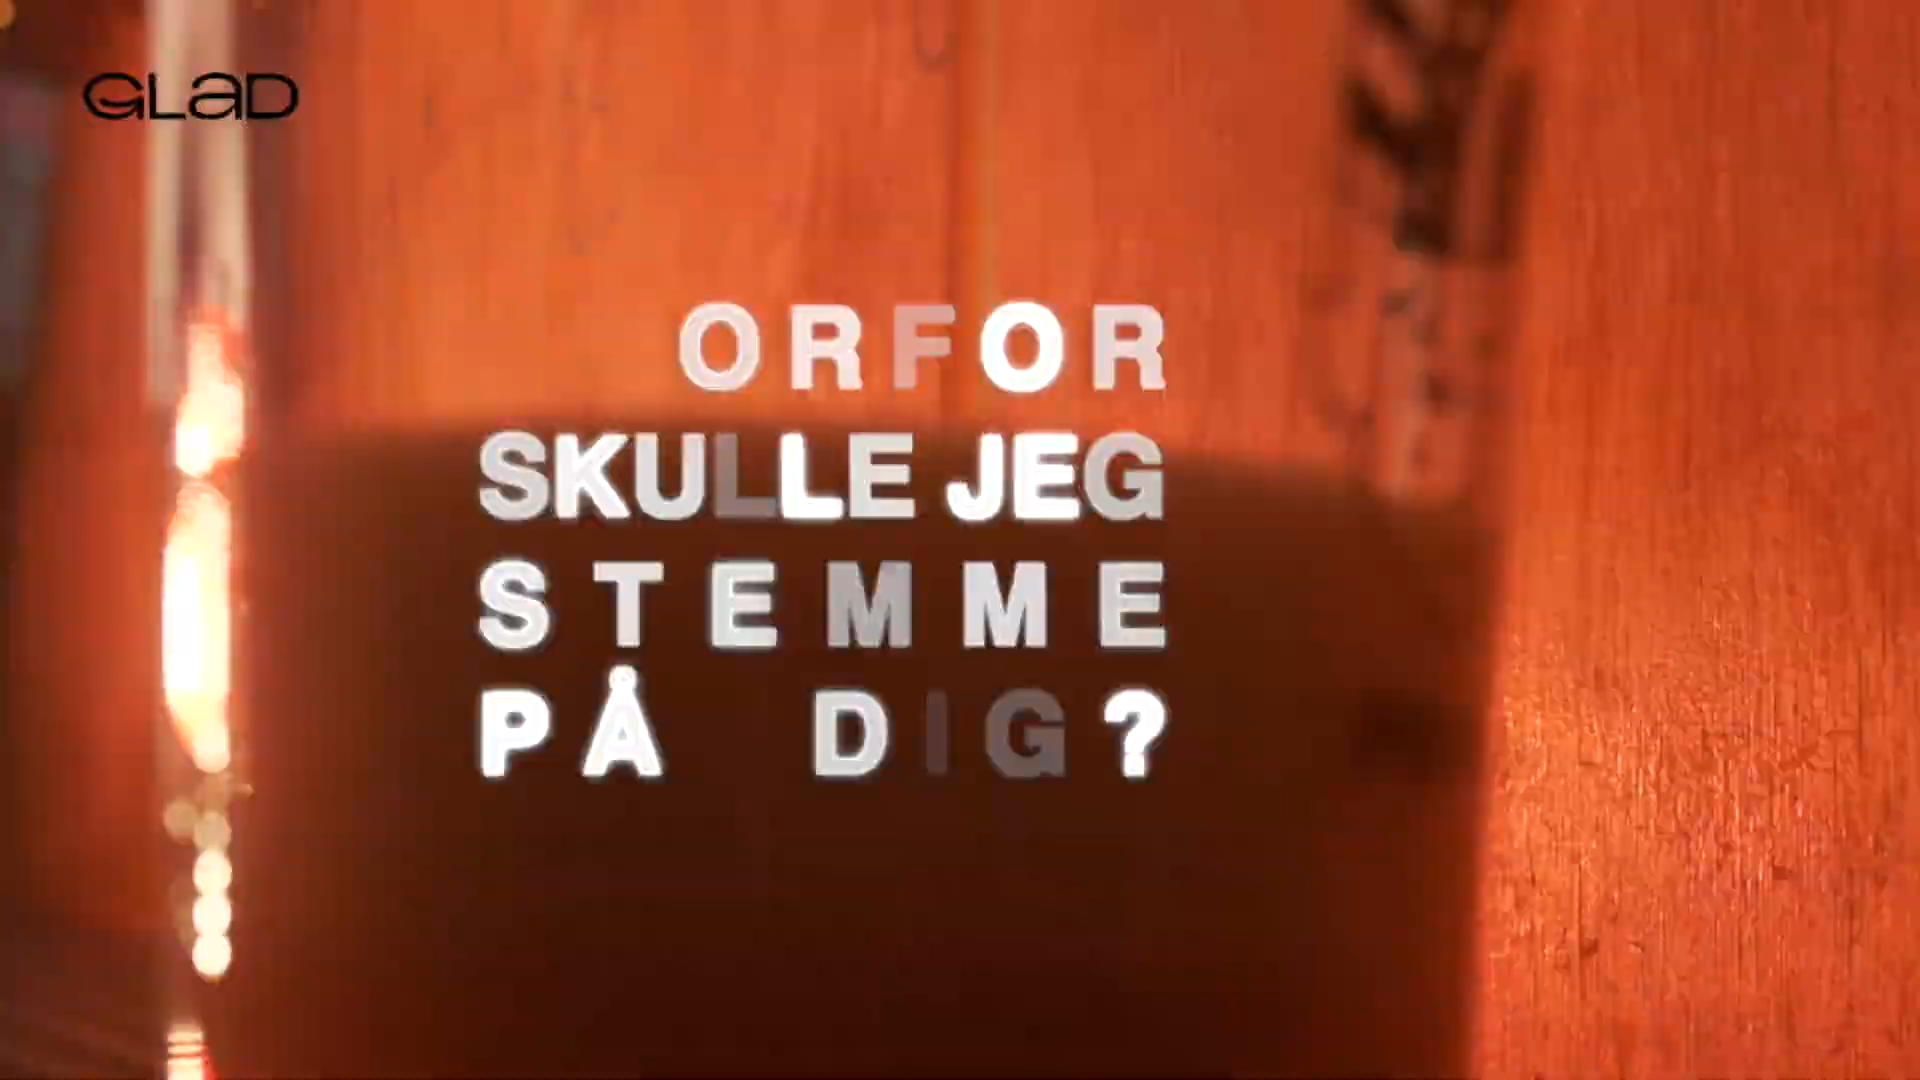 GLAD
ORFOR
SKULLE JEG
STEMME
PÅ DIG?